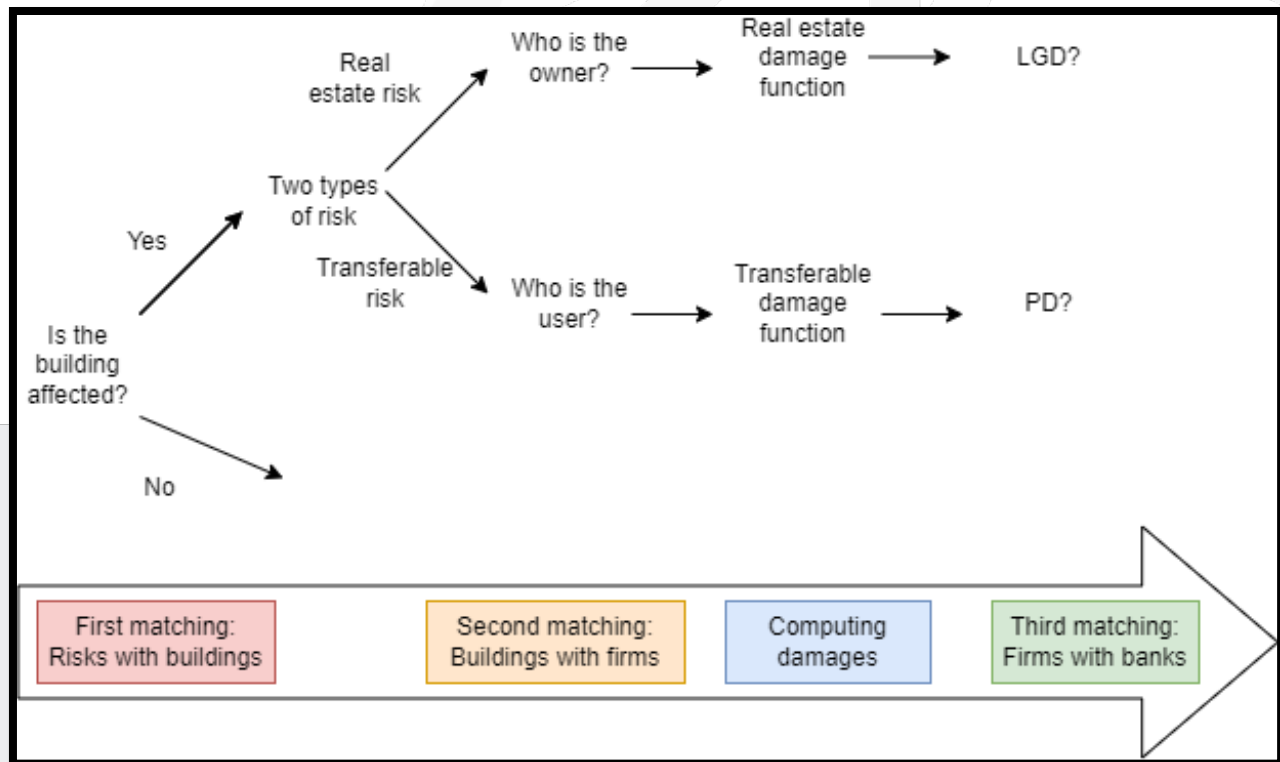 Real
estate risk
Who is the
owner?
Real estate
damage
function
LGD?
Two types
of risk
Yes
Transferable
risk
Who is the
user?
Transferable
damage
function
PD?
Is the
building
affected?
No
First matching:
Risks with buildings
Second matching:
Buildings with firms
Computing
damages
Third matching:
Firms with banks